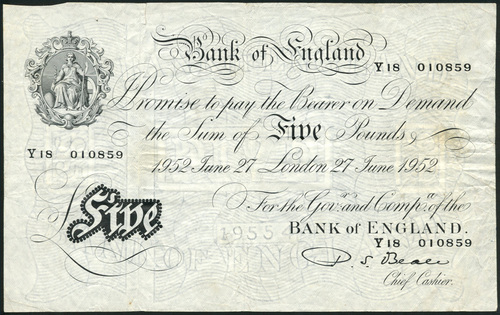 Bank of England
Y18 010859
I Promise to pay the Bearer on Demand
the Sum of Five Pounds
Y18 010859
1952 June 27 London 27 June 1952
For the Govr. and Compa. of the
Five
BANK OF ENGLAND.
1955
Y18 010859
P. S. Beale
Chief Cashier.